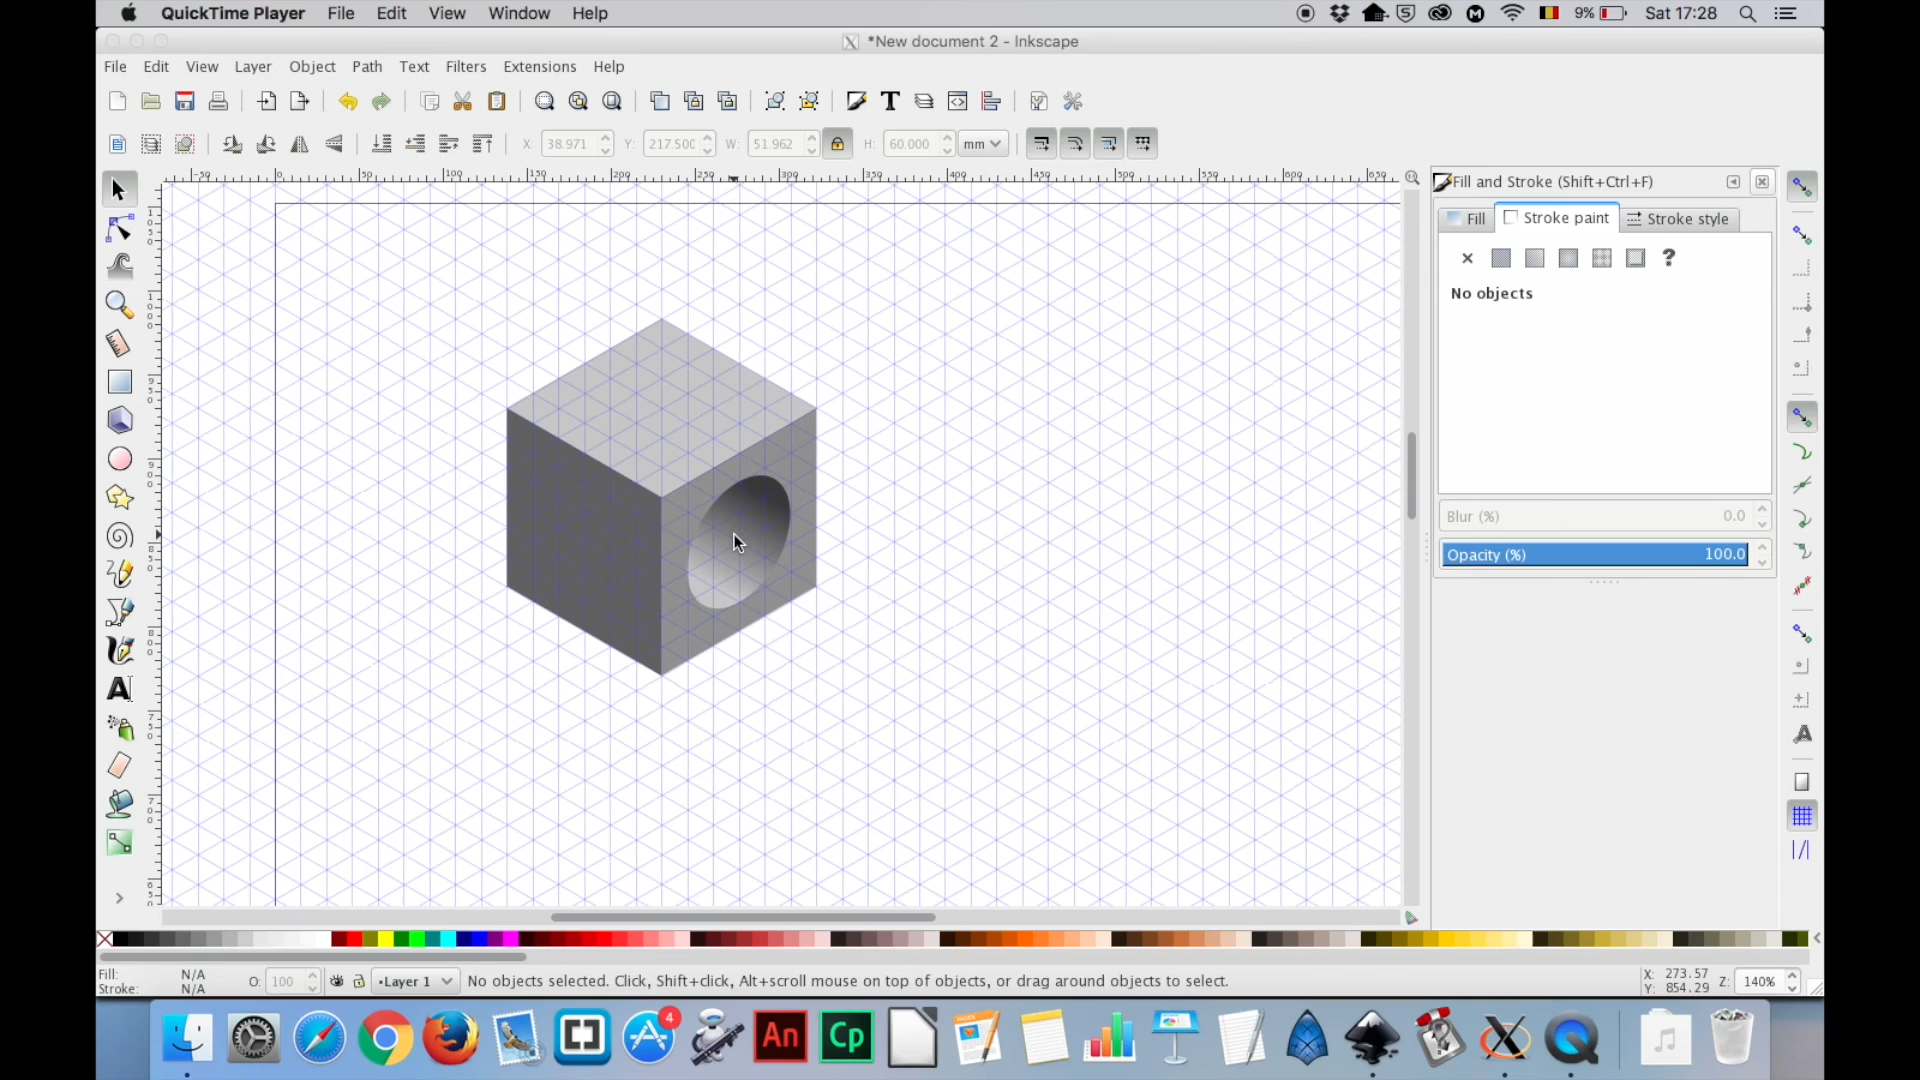 QuickTime Player File Edit View Window Help 9% Sat 17:28
*New document 2 - Inkscape
File Edit View Layer Object Path Text Filters Extensions Help
X: 38.971 Y: 217.500 W: 51.962 H: 60.000 mm
Fill and Stroke (Shift+Ctrl+F)
Fill Stroke paint Stroke style
?
No objects
Blur (%) 0.0
Opacity (%) 100.0
Fill: N/A
Stroke: N/A
O: 100
•Layer 1
No objects selected. Click, Shift+click, Alt+scroll mouse on top of objects, or drag around objects to select.
X: 273.57
Y: 854.29
Z: 140%
4
An
Cp